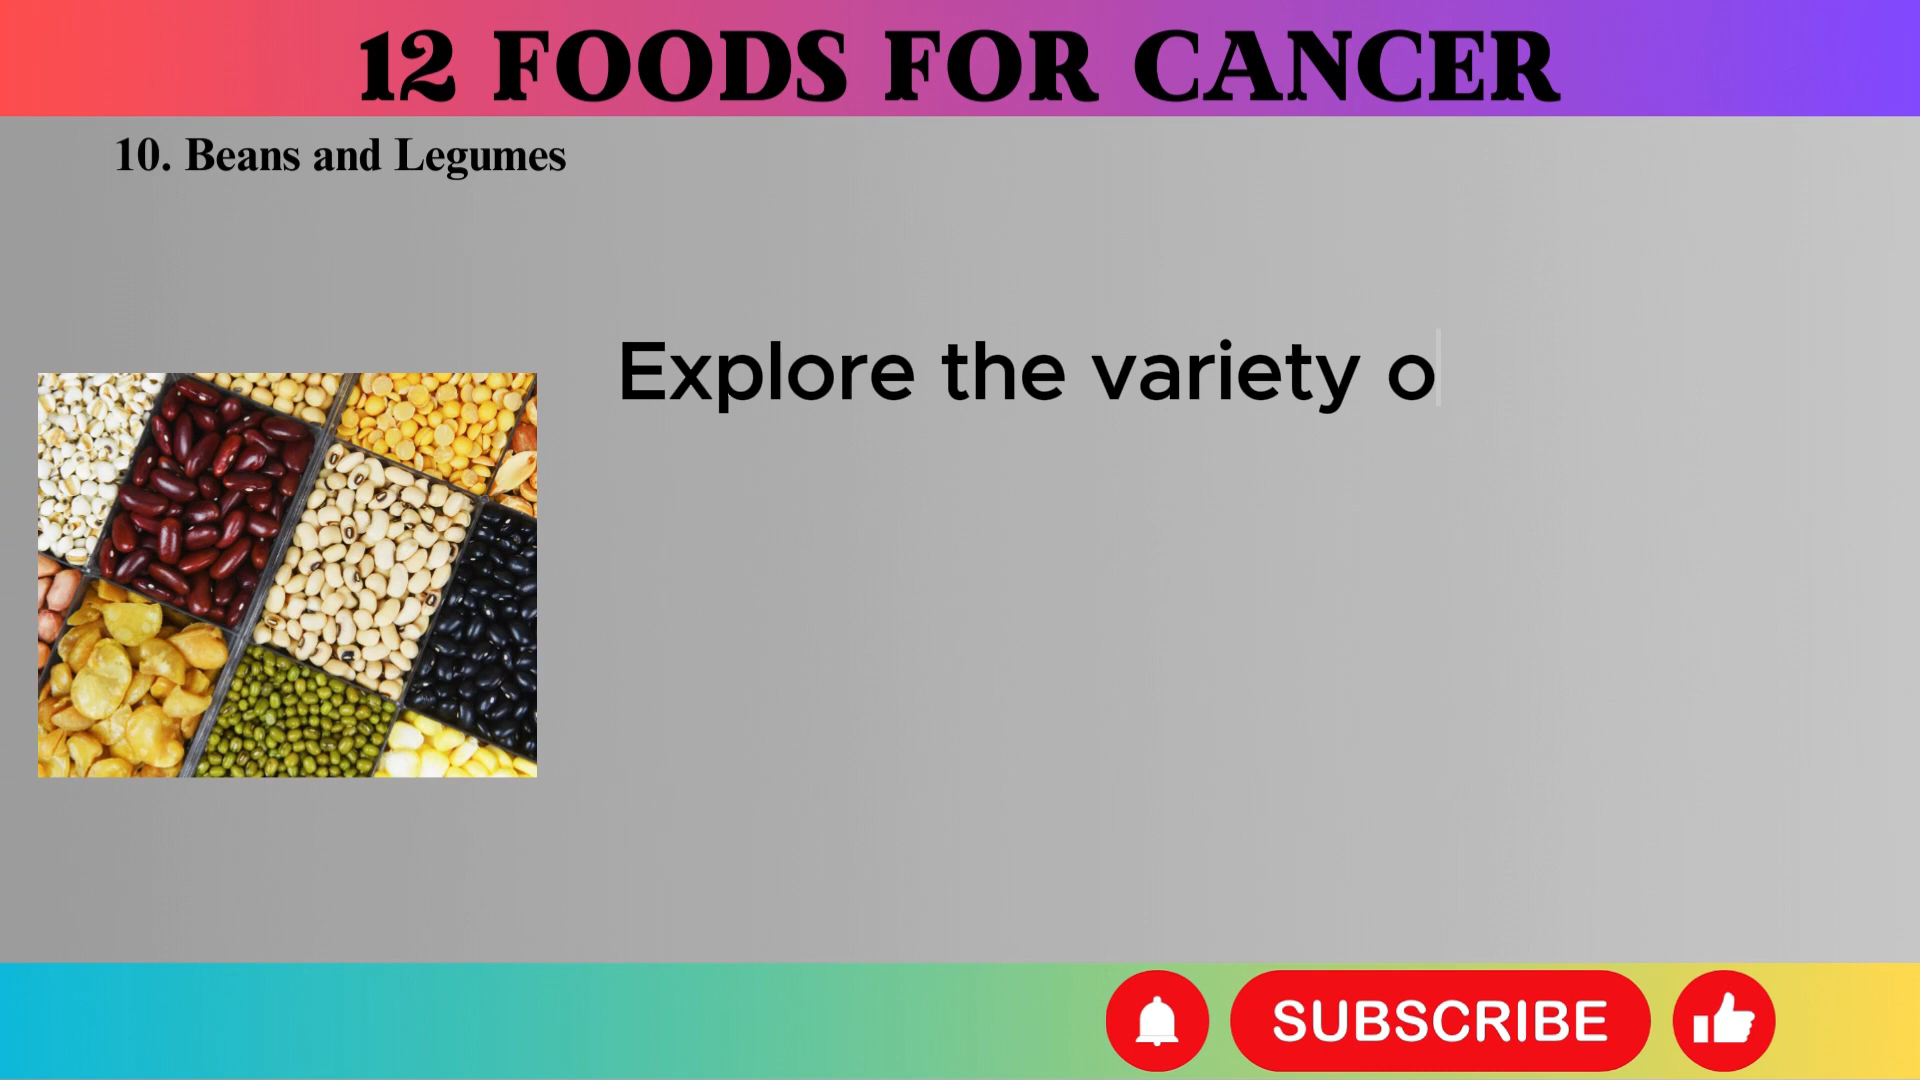 12 FOODS FOR CANCER
10. Beans and Legumes
Explore the variety o
SUBSCRIBE